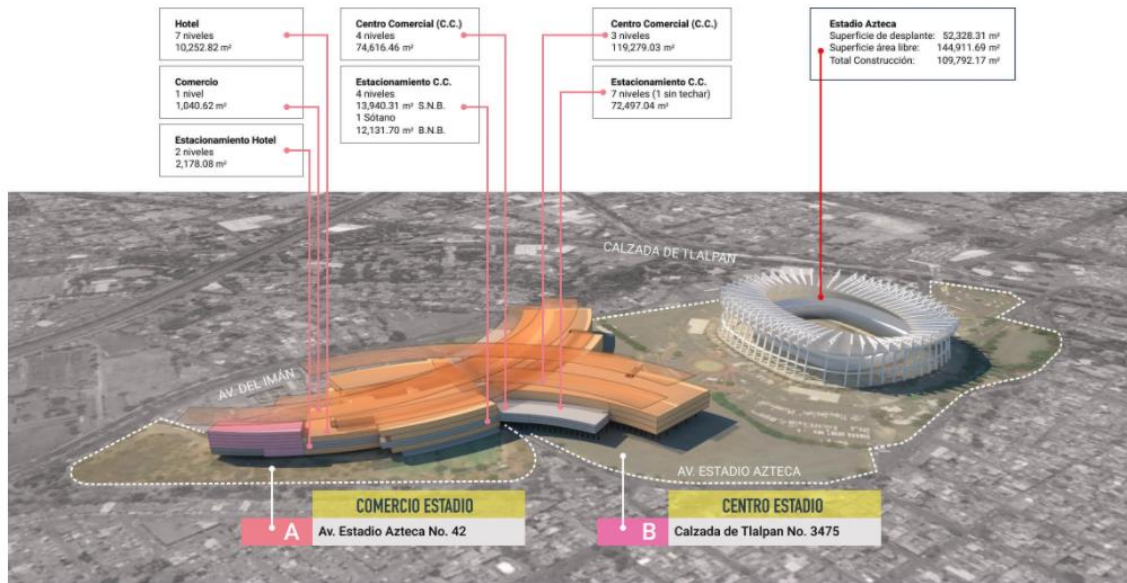 Hotel
7 niveles
10,252.82 m²
Comercio
1 nivel
1,040.62 m²
Estacionamiento Hotel
2 niveles
2,178.08 m²
Centro Comercial (C.C.)
4 niveles
74,616.46 m²
Estacionamiento C.C.
4 niveles
13,940.31 m² S.N.B.
1 Sótano
12,131.70 m² B.N.B.
Centro Comercial (C.C.)
3 niveles
119,279.03 m²
Estacionamiento C.C.
7 niveles (1 sin techar)
72,497.04 m²
Estadio Azteca
Superficie de desplante: 52,328.31 m²
Superficie área libre: 144,911.69 m²
Total Construcción: 109,792.17 m²
CALZADA DE TLALPAN
AV. DEL IMÁN
AV. ESTADIO AZTECA
COMERCIO ESTADIO
A Av. Estadio Azteca No. 42
CENTRO ESTADIO
B Calzada de Tlalpan No. 3475